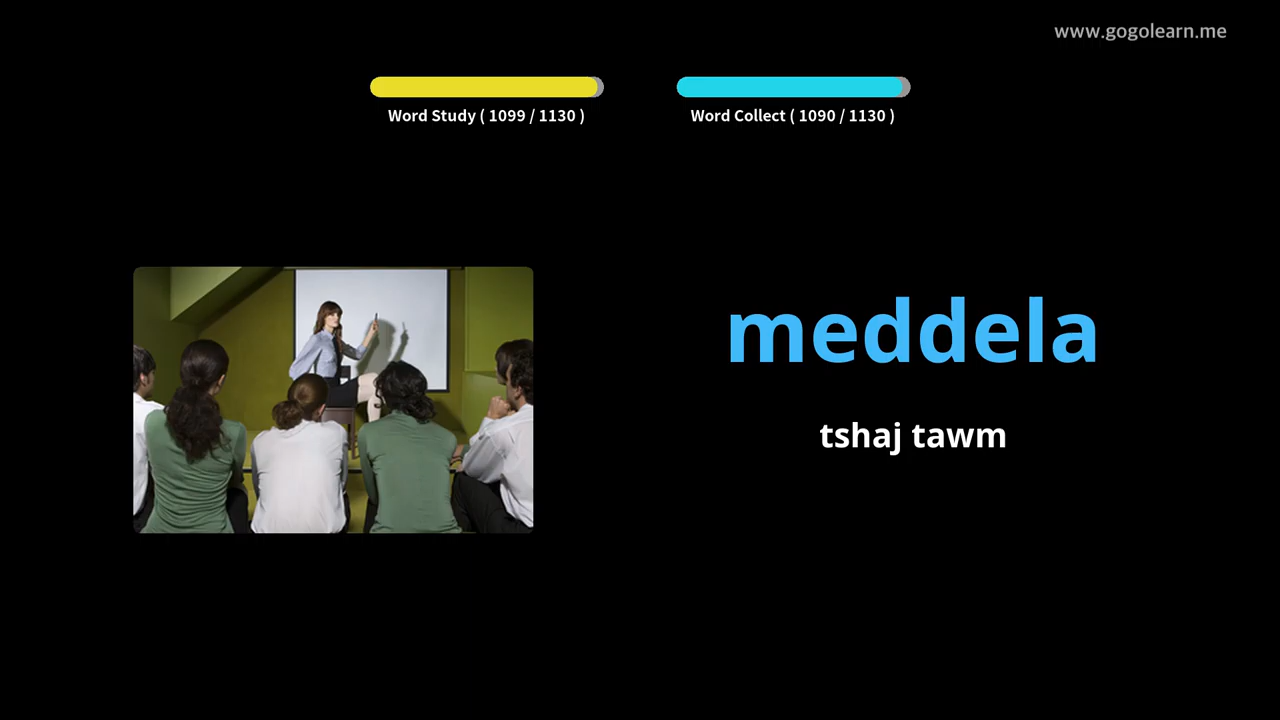 www.gogolearn.me
Word Study ( 1099 / 1130 )
Word Collect ( 1090 / 1130 )
meddela
tshaj tawm